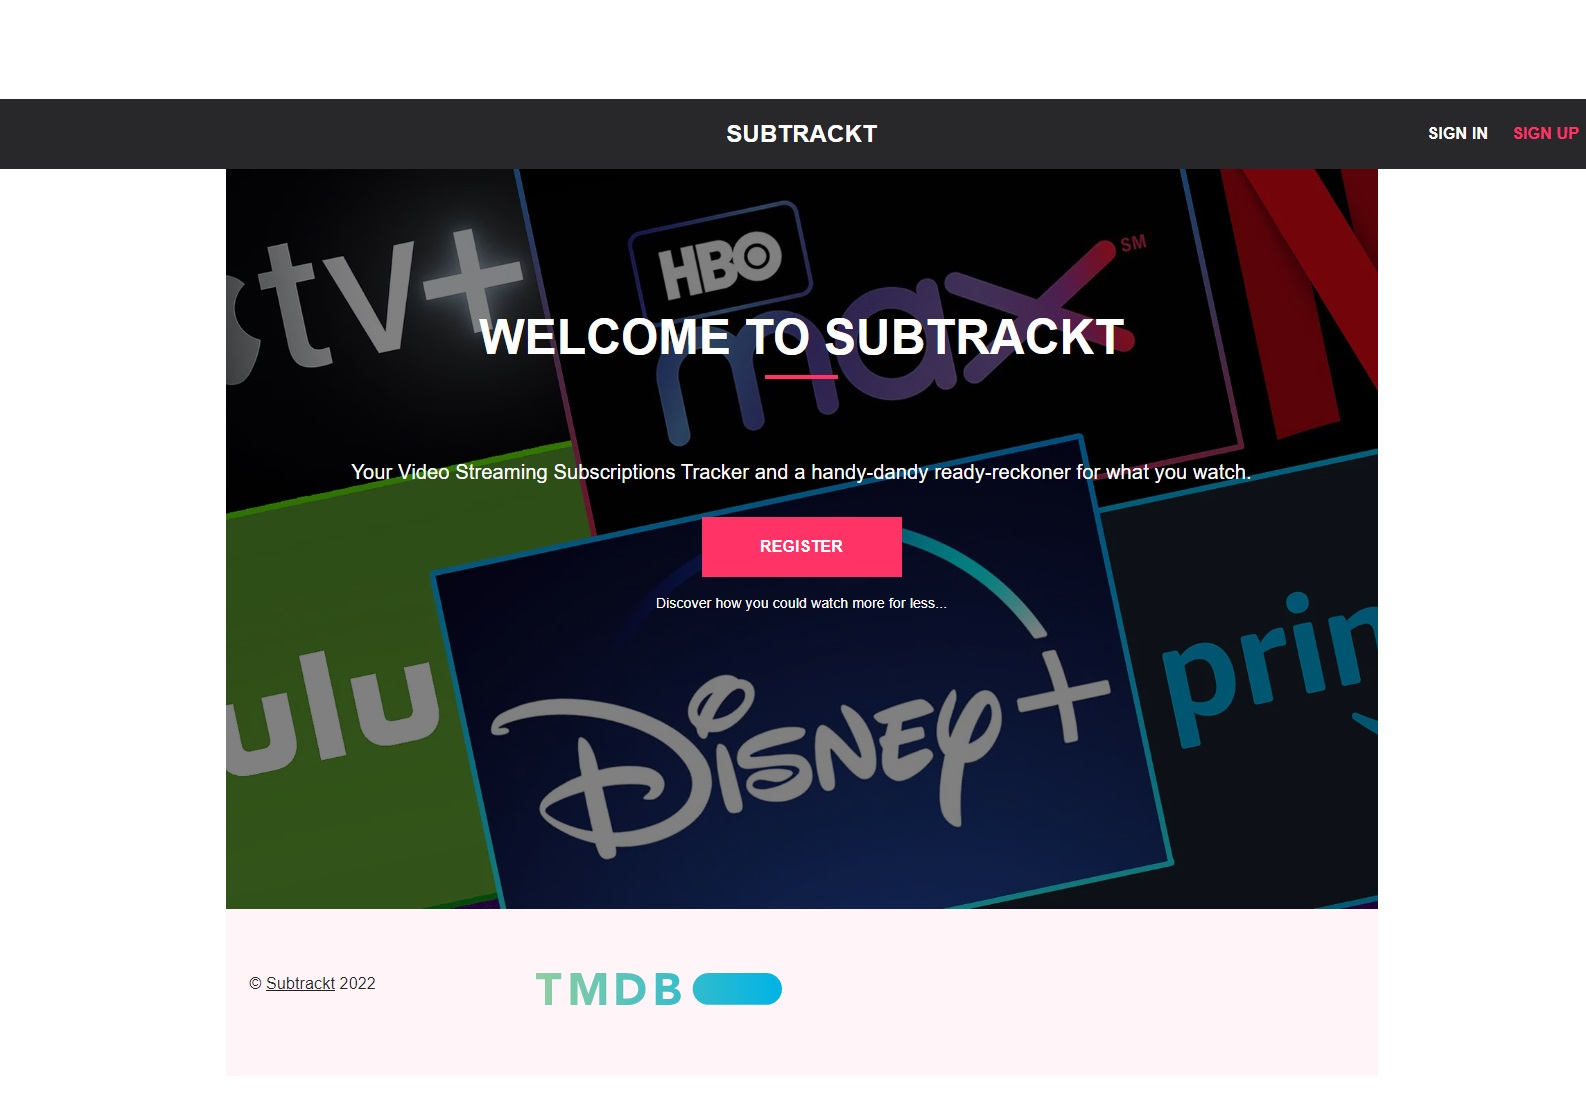 SUBTRACKT
SIGN IN
SIGN UP
tv+
HBO
max SM
WELCOME TO SUBTRACKT
Your Video Streaming Subscriptions Tracker and a handy-dandy ready-reckoner for what you watch.
REGISTER
Discover how you could watch more for less...
ulu
Disney+
prin
© Subtrackt 2022
TMDB